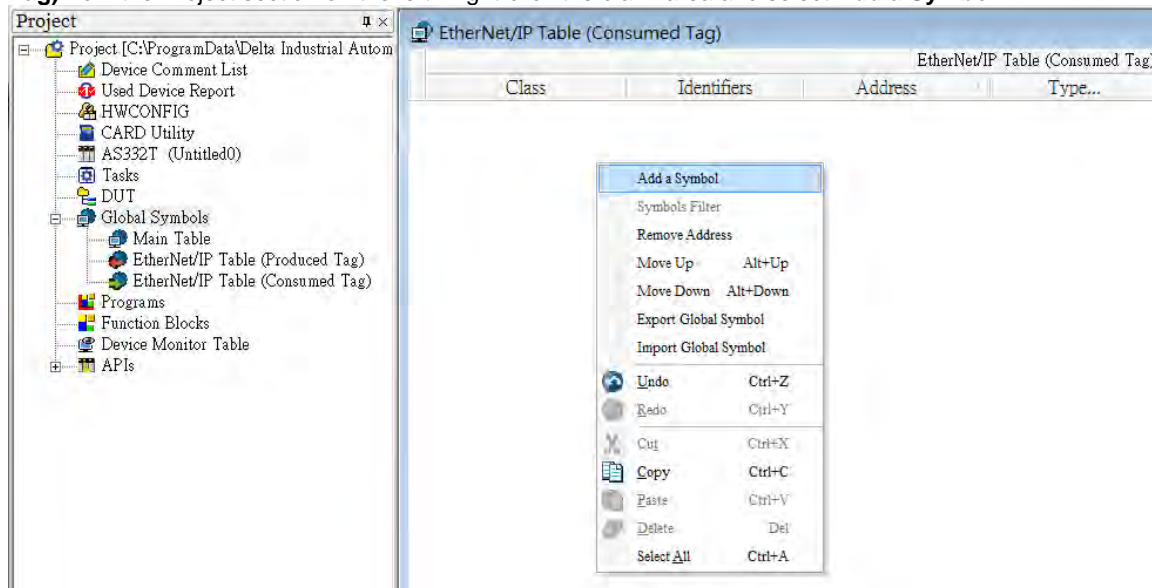 Project
Project [C:\ProgramData\Delta Industrial Autom
Device Comment List
Used Device Report
HWCONFIG
CARD Utility
AS332T (Untitled0)
Tasks
DUT
Global Symbols
Main Table
EtherNet/IP Table (Produced Tag)
EtherNet/IP Table (Consumed Tag)
Programs
Function Blocks
Device Monitor Table
APIs
EtherNet/IP Table (Consumed Tag)
EtherNet/IP Table (Consumed Tag)
Class Identifiers Address Type...
Add a Symbol
Symbols Filter
Remove Address
Move Up Alt+Up
Move Down Alt+Down
Export Global Symbol
Import Global Symbol
Undo Ctrl+Z
Redo Ctrl+Y
Cut Ctrl+X
Copy Ctrl+C
Paste Ctrl+V
Delete Del
Select All Ctrl+A